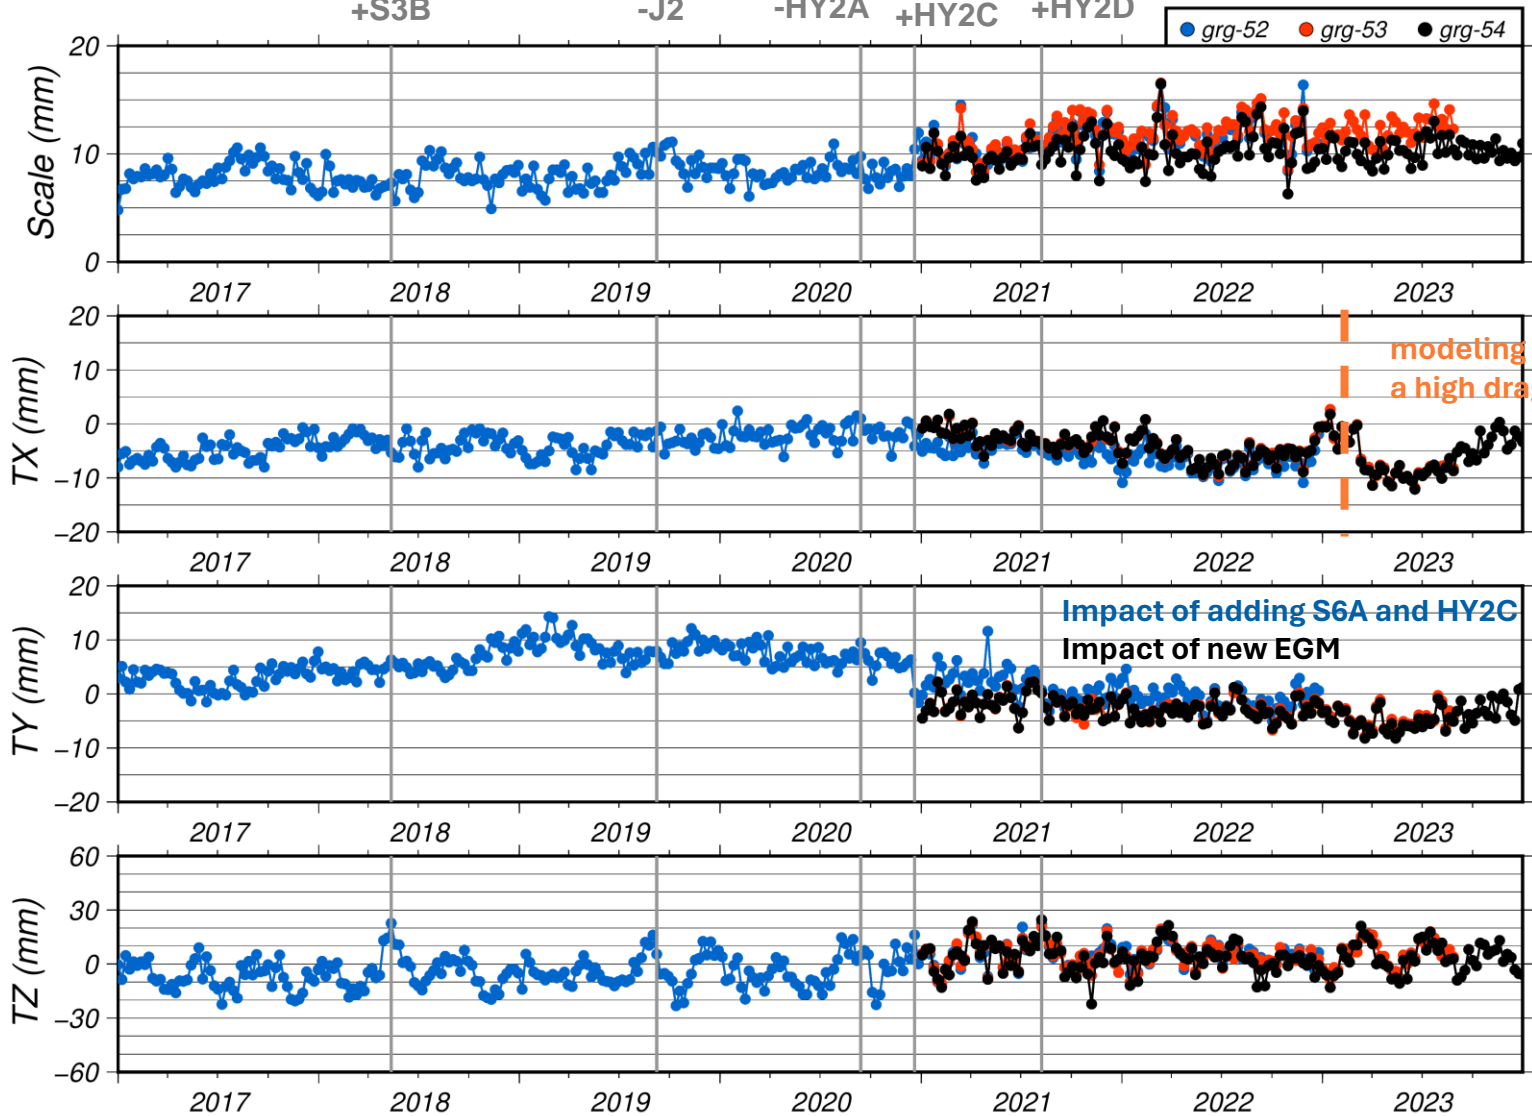 +S3B -J2 -HY2A +HY2C +HY2D
grg-52 grg-53 grg-54
Scale (mm)
20
10
0
2017 2018 2019 2020 2021 2022 2023
TX (mm)
20
10
0
−10
−20
modeling
a high dra
2017 2018 2019 2020 2021 2022 2023
TY (mm)
20
10
0
−10
−20
Impact of adding S6A and HY2C
Impact of new EGM
2017 2018 2019 2020 2021 2022 2023
TZ (mm)
60
30
0
−30
−60
2017 2018 2019 2020 2021 2022 2023